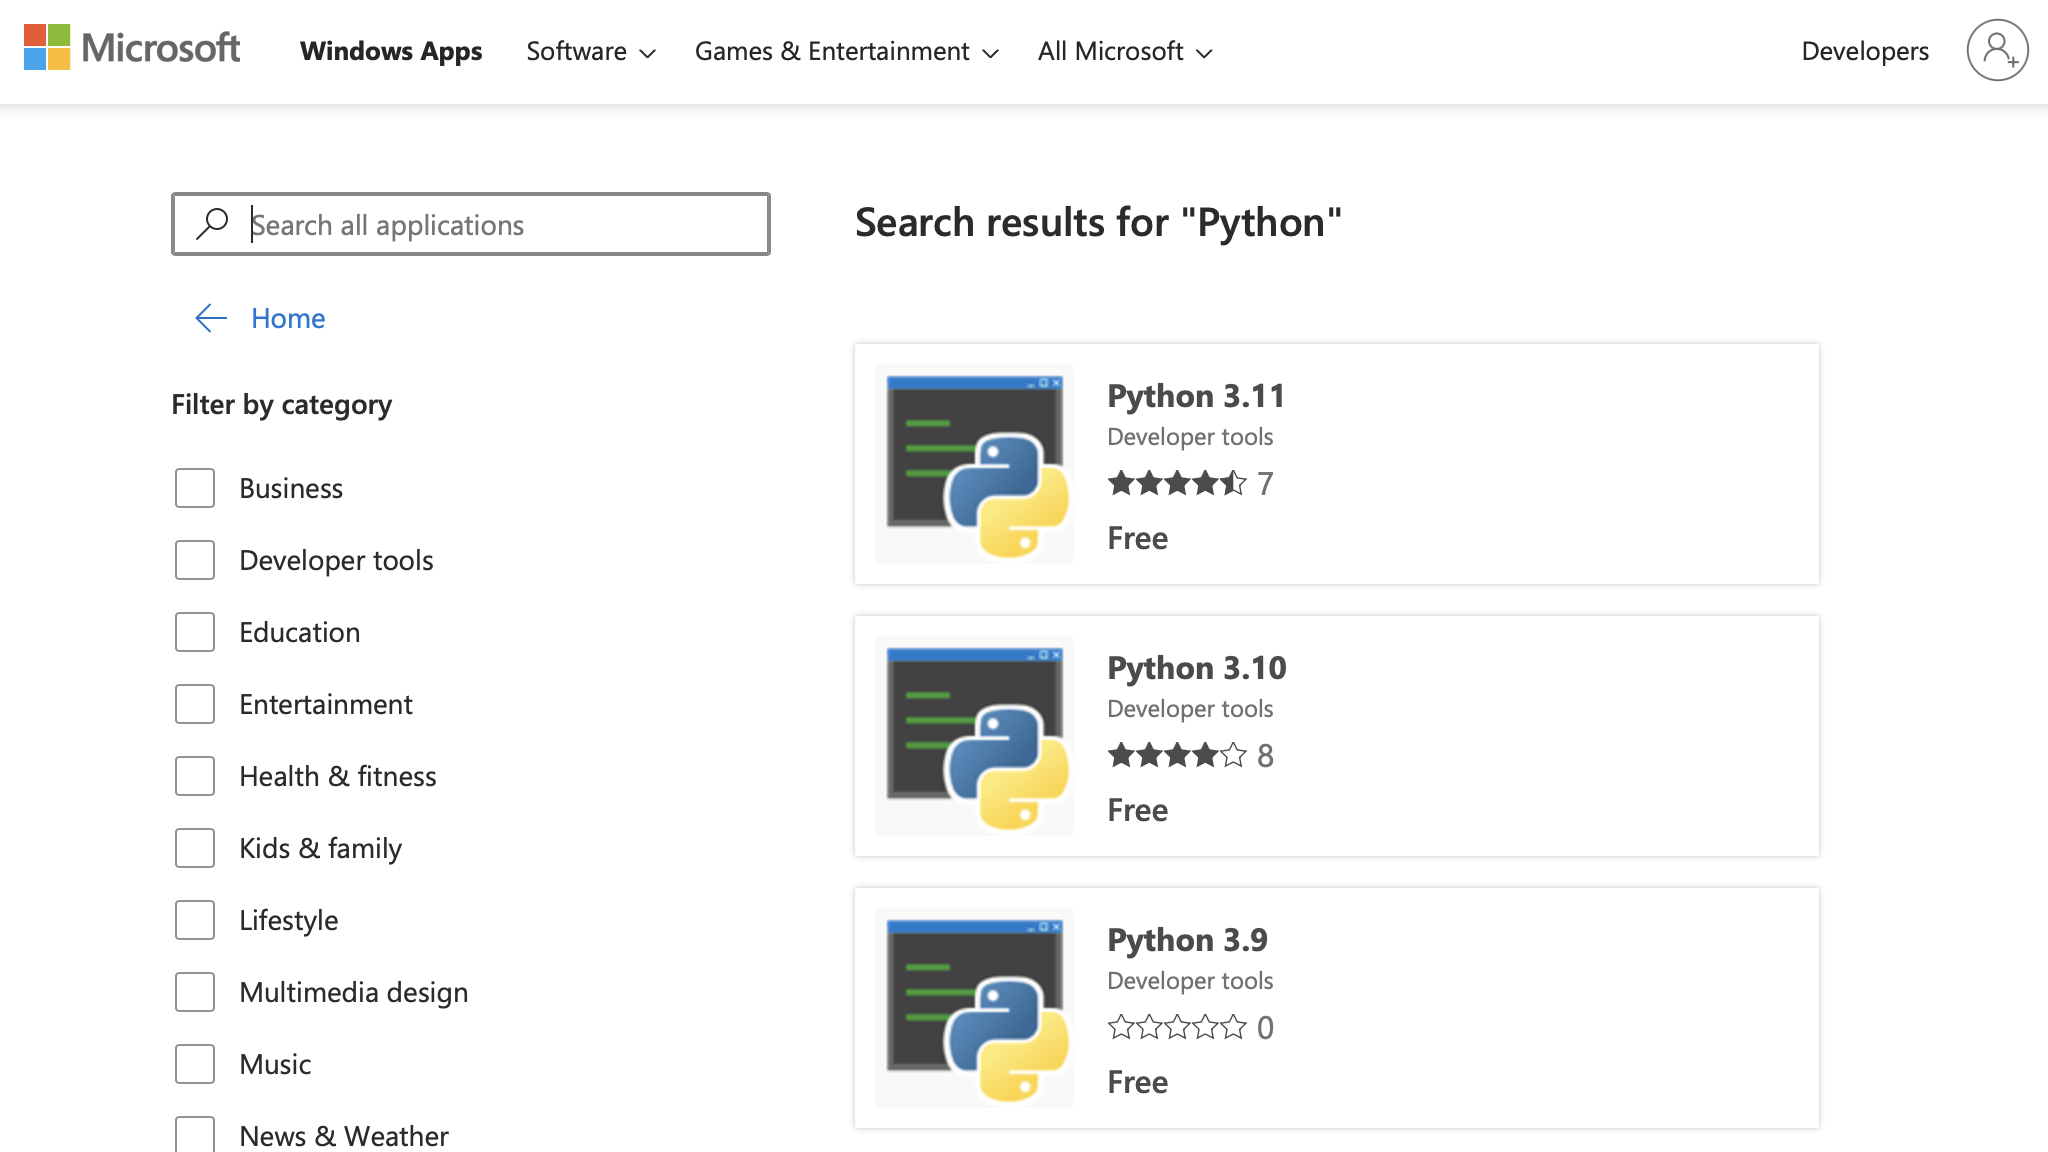 Microsoft
Windows Apps
Software
Games & Entertainment
All Microsoft
Developers
Search all applications
Home
Filter by category
Business
Developer tools
Education
Entertainment
Health & fitness
Kids & family
Lifestyle
Multimedia design
Music
News & Weather
Search results for "Python"
Python 3.11
Developer tools
7
Free
Python 3.10
Developer tools
8
Free
Python 3.9
Developer tools
0
Free